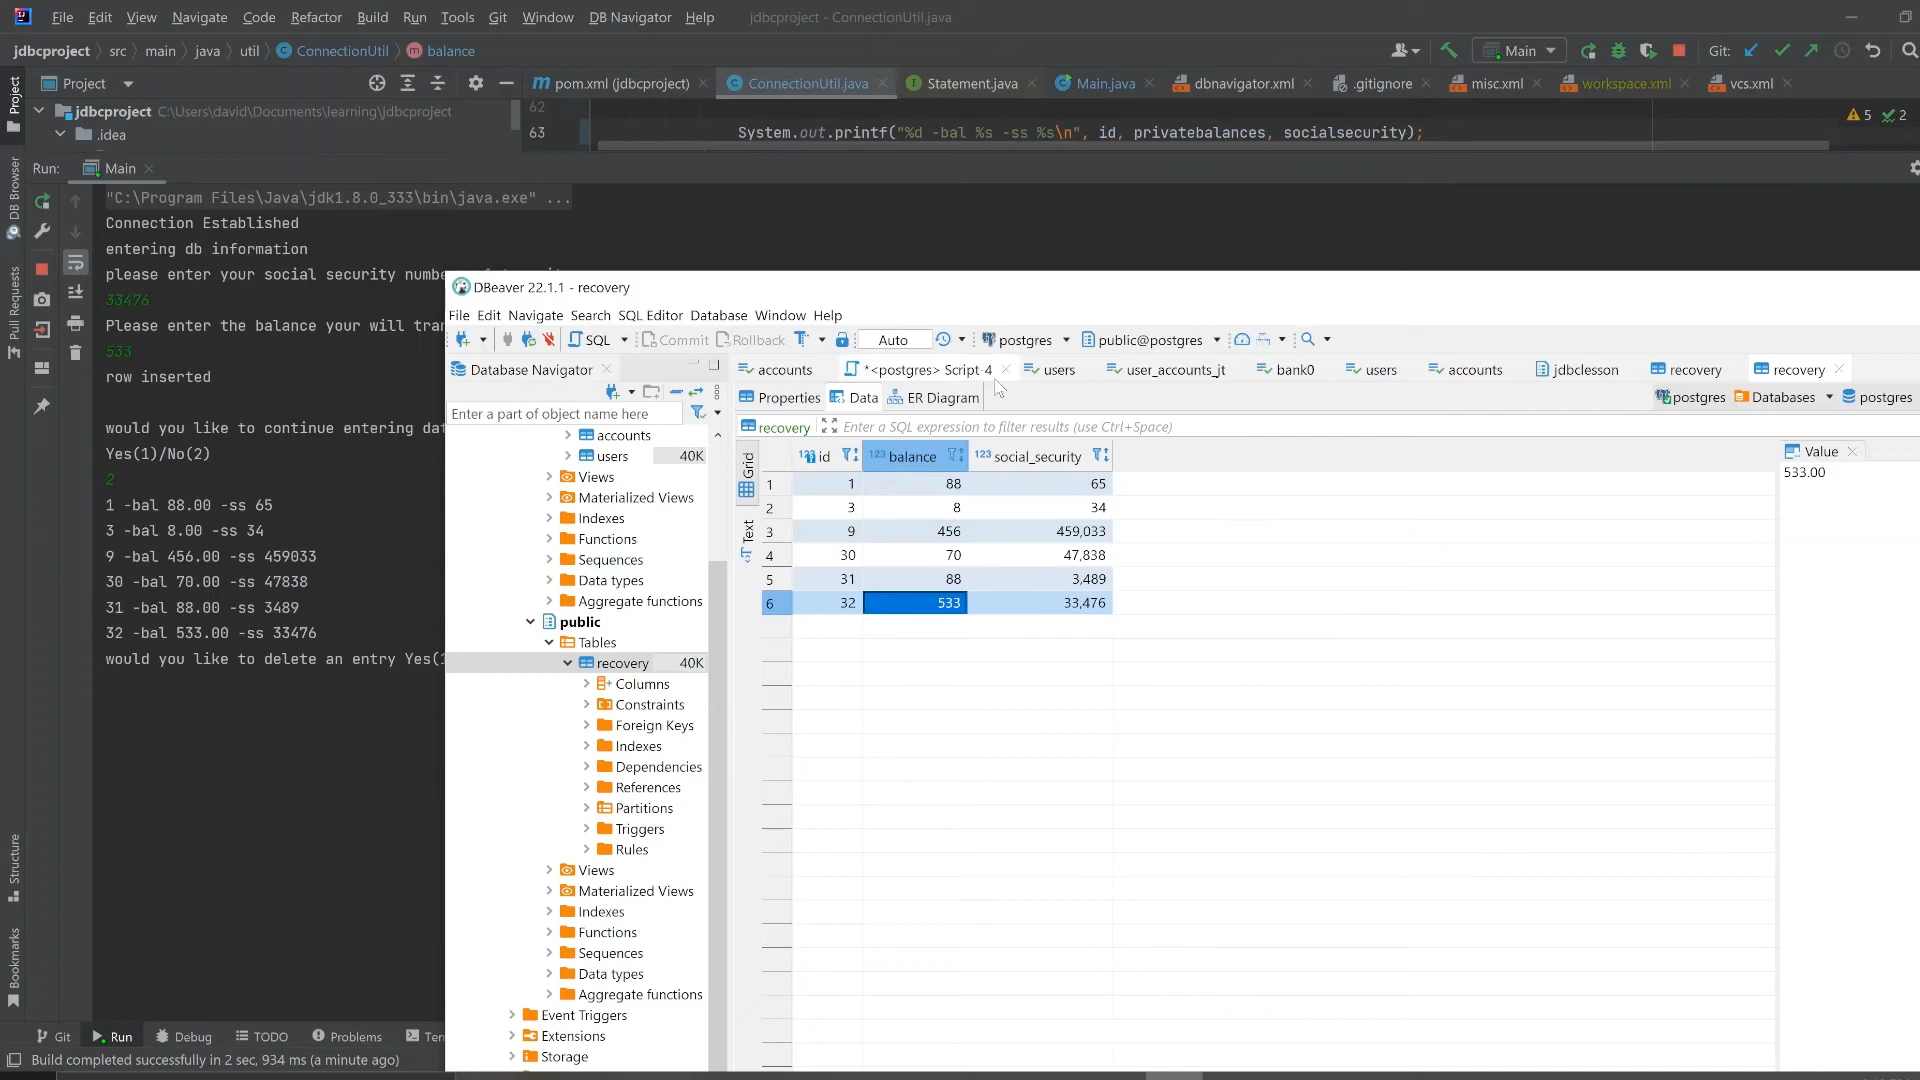 File Edit View Navigate Code Refactor Build Run Tools Git Window DB Navigator Help jdbcproject - ConnectionUtil.java
jdbcproject src main java util ConnectionUtil balance Main Git:
Project pom.xml (jdbcproject) ConnectionUtil.java Statement.java Main.java dbnavigator.xml .gitignore misc.xml workspace.xml vcs.xml
jdbcproject C:\Users\david\Documents\learning\jdbcproject
.idea
62
63 System.out.printf("%d -bal %s -ss %s\n", id, privatebalances, socialsecurity);
5 2
Project
DB Browser
Pull Requests
Structure
Bookmarks
Run: Main
"C:\Program Files\Java\jdk1.8.0_333\bin\java.exe" ...
Connection Established
entering db information
please enter your social security numbe
33476
Please enter the balance your will tran
533
row inserted
would you like to continue entering dat
Yes(1)/No(2)
2
1 -bal 88.00 -ss 65
3 -bal 8.00 -ss 34
9 -bal 456.00 -ss 459033
30 -bal 70.00 -ss 47838
31 -bal 88.00 -ss 3489
32 -bal 533.00 -ss 33476
would you like to delete an entry Yes(
Git Run Debug TODO Problems Ter
Build completed successfully in 2 sec, 934 ms (a minute ago)
DBeaver 22.1.1 - recovery
File Edit Navigate Search SQL Editor Database Window Help
SQL Commit Rollback Auto postgres public@postgres
Database Navigator
Enter a part of object name here
accounts
users 40K
Views
Materialized Views
Indexes
Functions
Sequences
Data types
Aggregate functions
public
Tables
recovery 40K
Columns
Constraints
Foreign Keys
Indexes
Dependencies
References
Partitions
Triggers
Rules
Views
Materialized Views
Indexes
Functions
Sequences
Data types
Aggregate functions
Event Triggers
Extensions
Storage
accounts *<postgres> Script-4 users user_accounts_jt bank0 users accounts jdbclesson recovery recovery
Properties Data ER Diagram postgres Databases postgres
recovery Enter a SQL expression to filter results (use Ctrl+Space)
Grid
Text
123 id 123 balance 123 social_security
1 1 88 65
2 3 8 34
3 9 456 459,033
4 30 70 47,838
5 31 88 3,489
6 32 533 33,476
Value
533.00